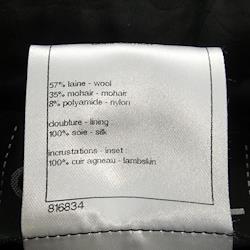 57% laine - wool
35% mohair - mohair
8% polyamide - nylon
doublure - lining
100% soie - silk
incrustations - inset :
100% cuir agneau - lambskin
816834